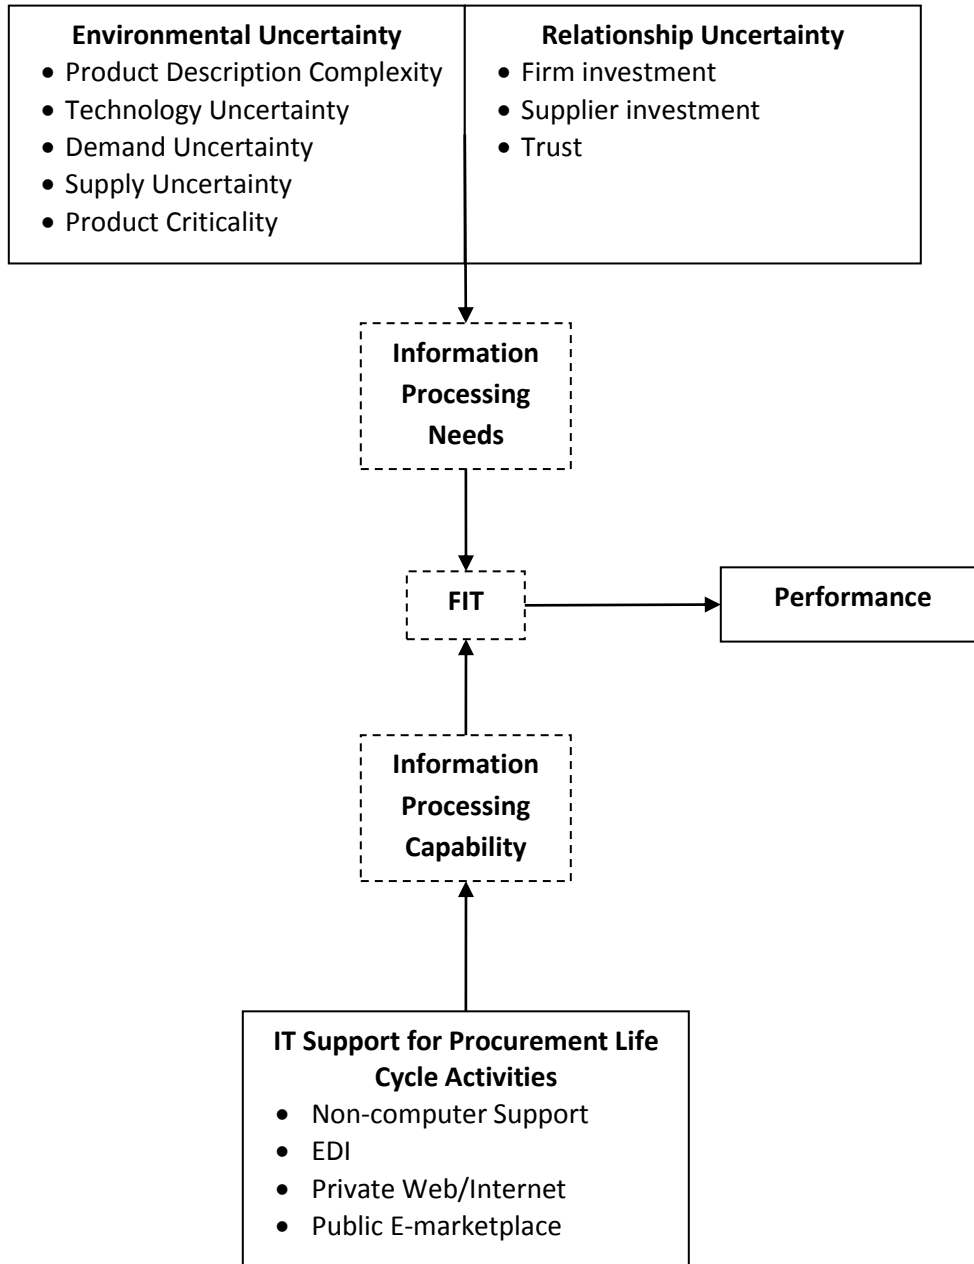 Environmental Uncertainty
• Product Description Complexity
• Technology Uncertainty
• Demand Uncertainty
• Supply Uncertainty
• Product Criticality
Relationship Uncertainty
• Firm investment
• Supplier investment
• Trust
Information
Processing
Needs
FIT
Performance
Information
Processing
Capability
IT Support for Procurement Life
Cycle Activities
• Non-computer Support
• EDI
• Private Web/Internet
• Public E-marketplace